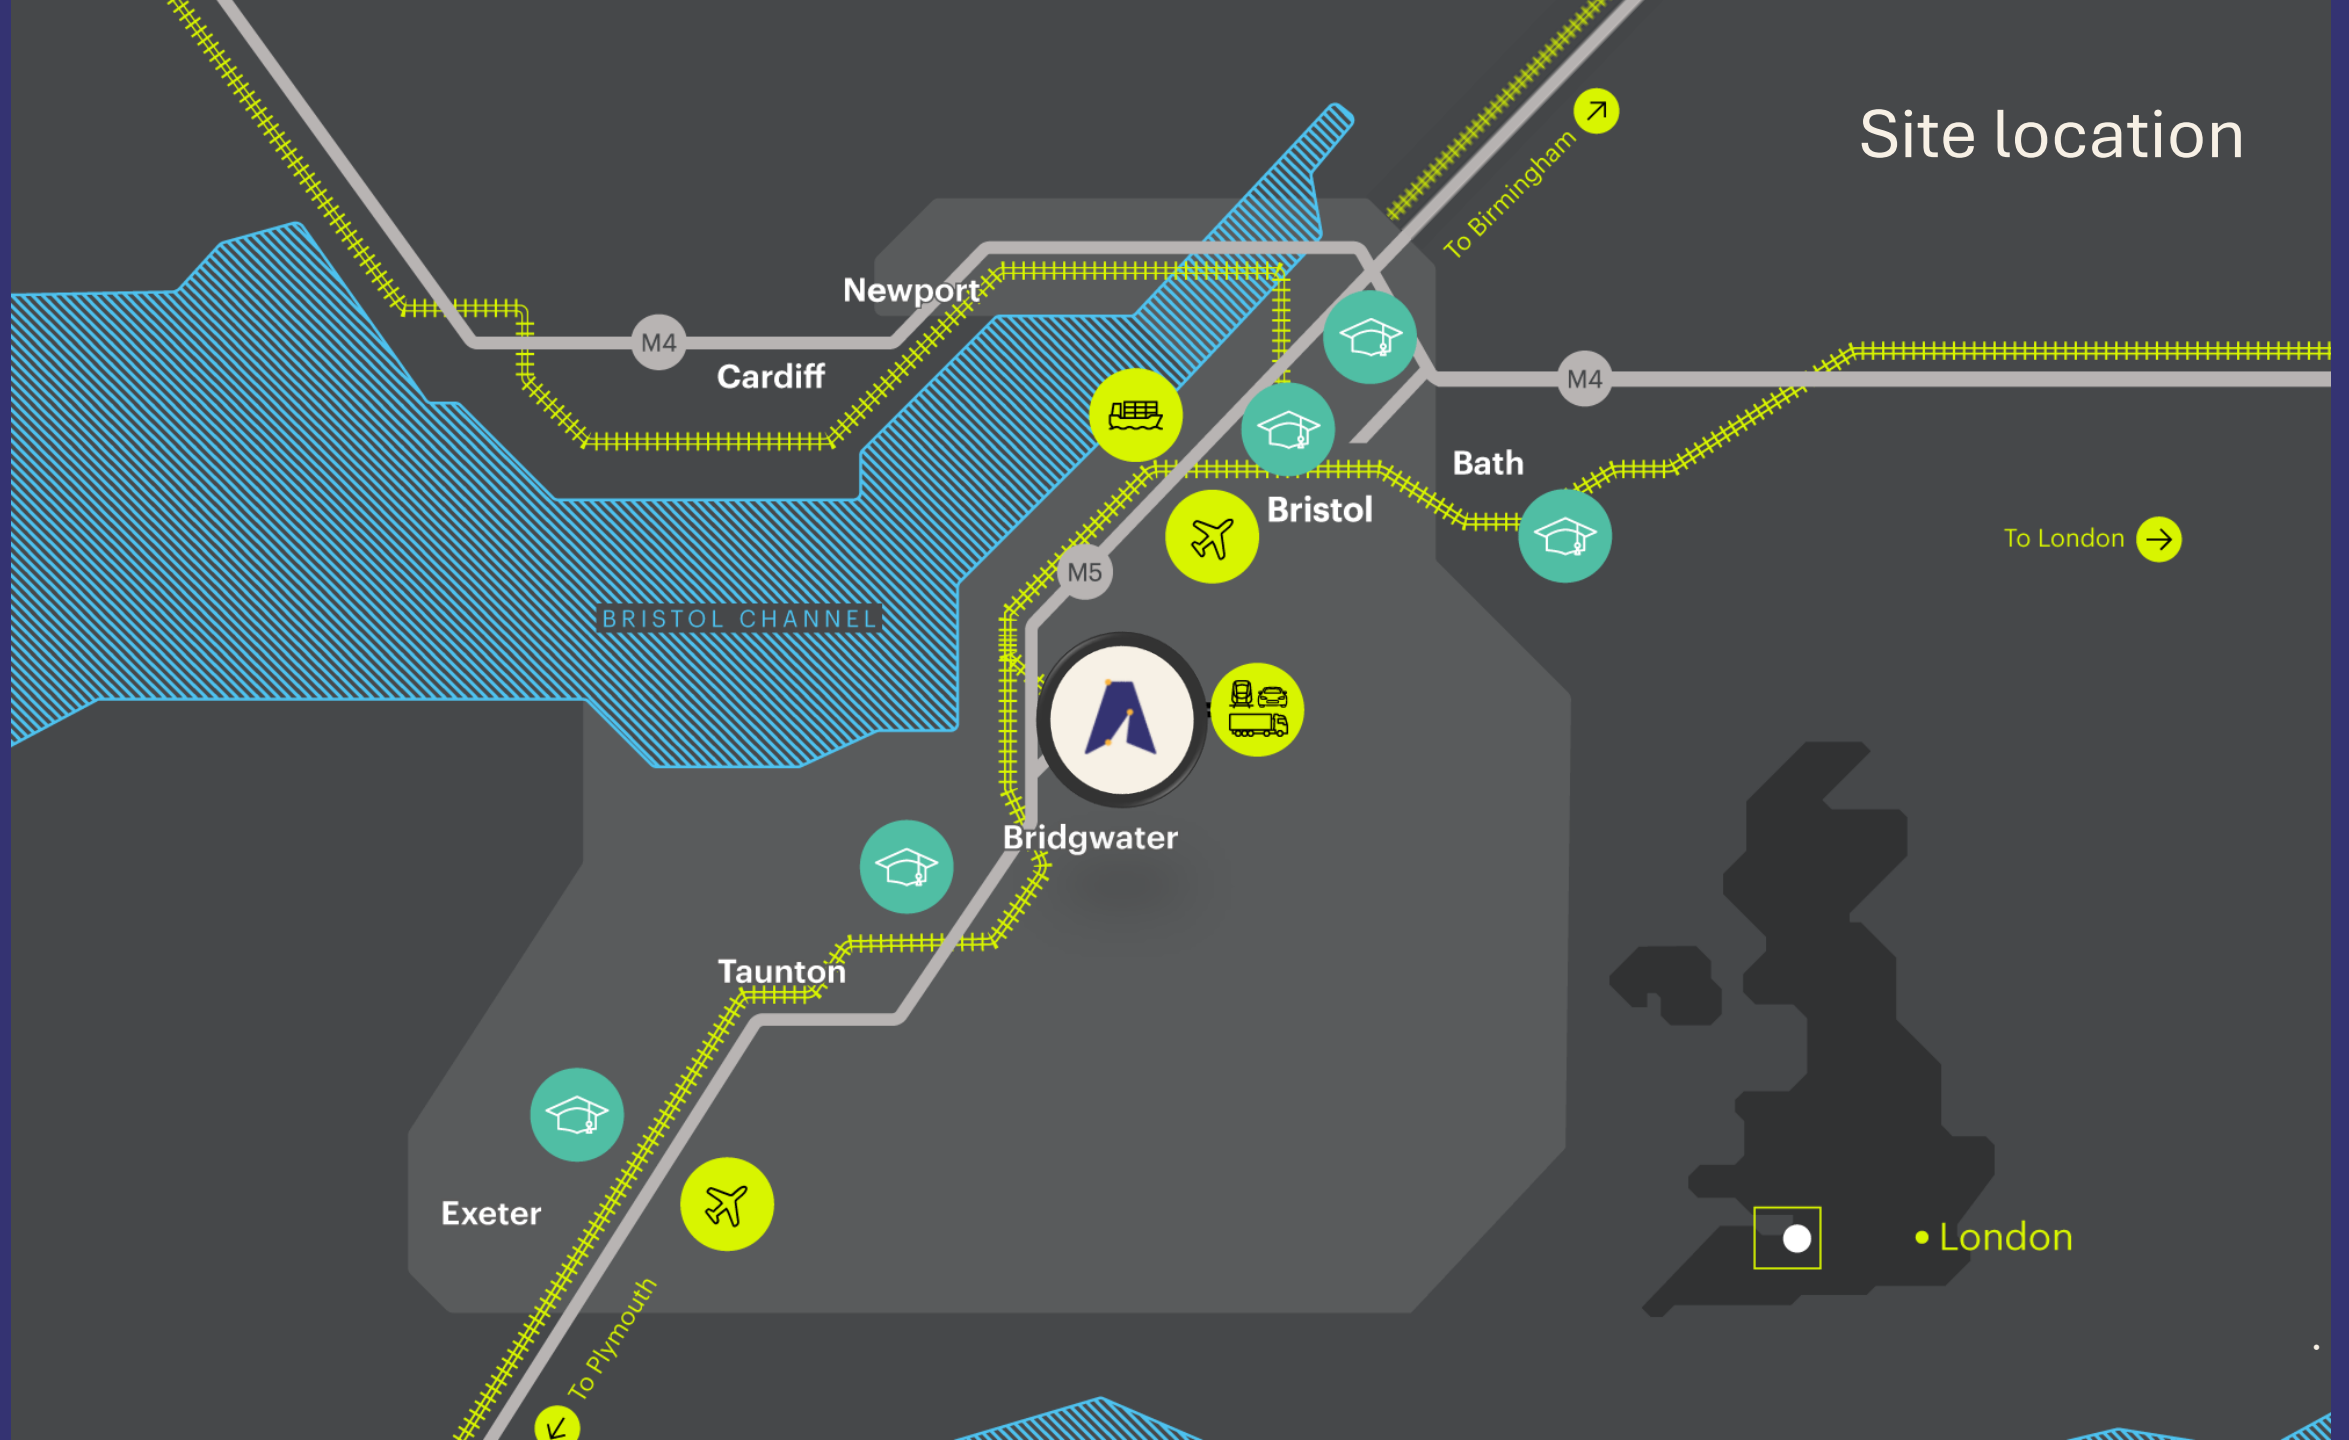 Site location
To Birmingham
Newport
M4
Cardiff
M4
Bath
Bristol
To London
M5
BRISTOL CHANNEL
Bridgwater
Taunton
Exeter
London
To Plymouth